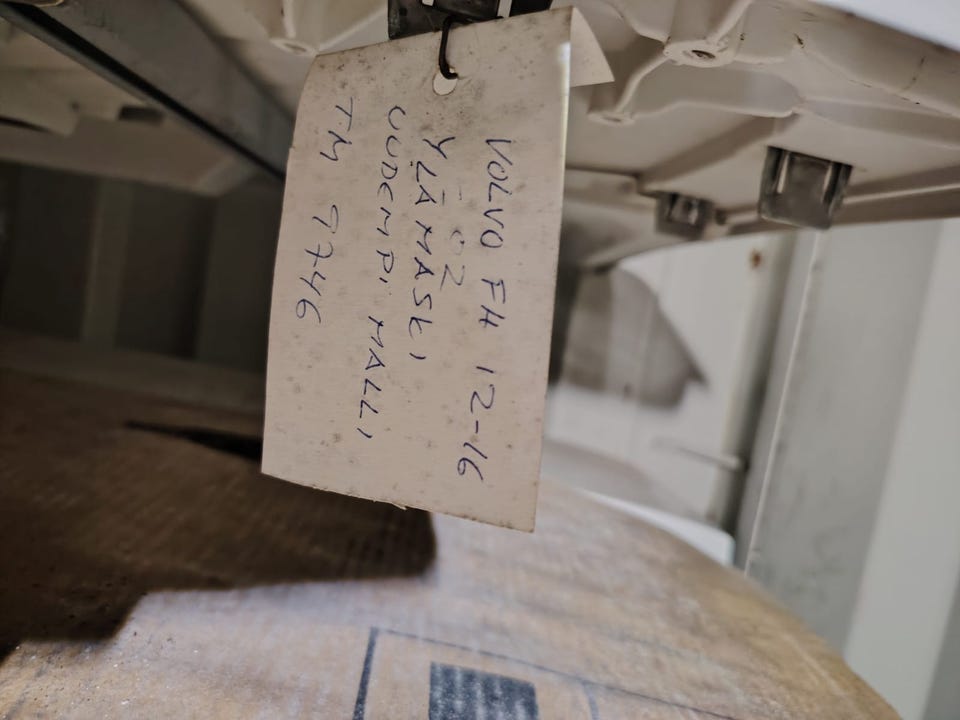 VOLVO FH 12-16
-02
YLÄMASKI
UUDEMPI MALLI
TM 9746